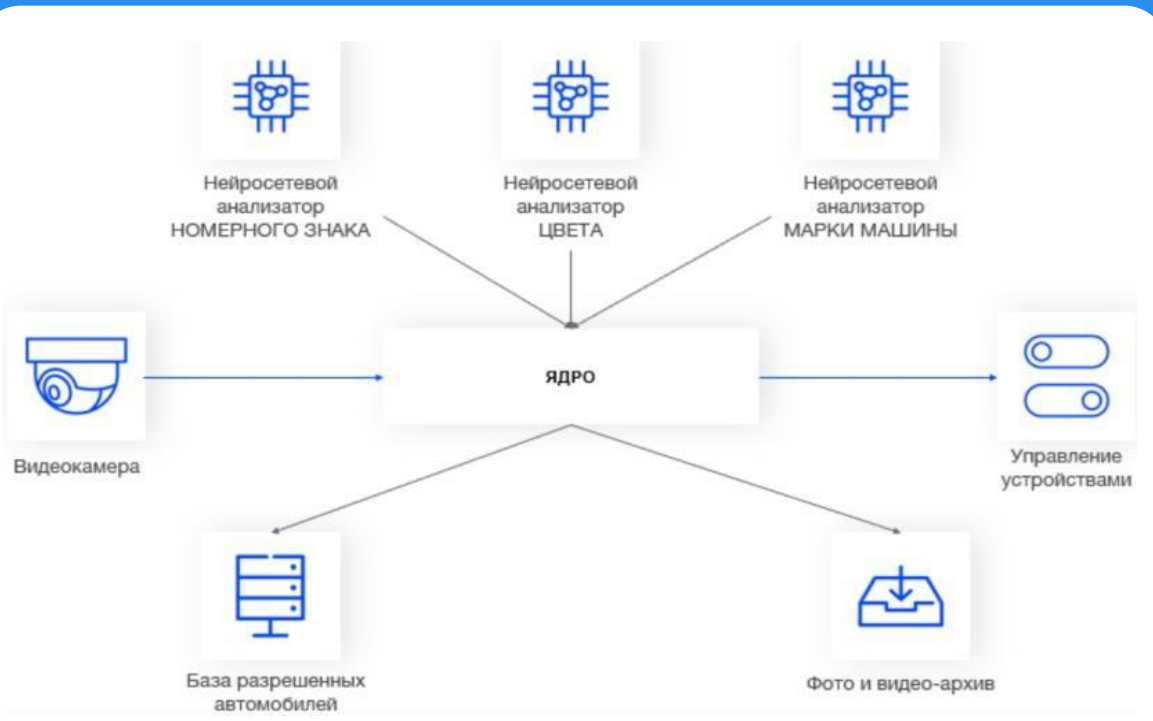 Нейросетевой
анализатор
НОМЕРНОГО ЗНАКА
Нейросетевой
анализатор
ЦВЕТА
Нейросетевой
анализатор
МАРКИ МАШИНЫ
Видеокамера
ЯДРО
Управление
устройствами
База разрешенных
автомобилей
Фото и видео-архив